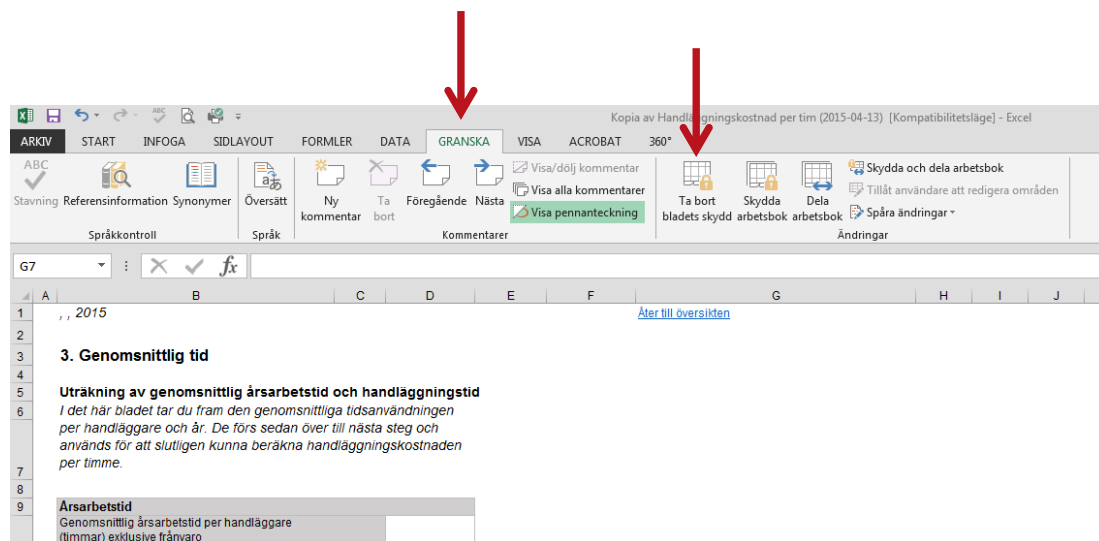 Kopia av Handläggningskostnad per tim (2015-04-13) [Kompatibilitetsläge] - Excel
ARKIV START INFOGA SIDLAYOUT FORMLER DATA GRANSKA VISA ACROBAT 360°
ABC
Stavning
Referensinformation
Synonymer
Språkkontroll
Översätt
Språk
Ny
kommentar
Ta
bort
Föregående
Nästa
Visa/dölj kommentar
Visa alla kommentarer
Visa pennanteckning
Kommentarer
Ta bort
bladets skydd
Skydda
arbetsbok
Dela
arbetsbok
Skydda och dela arbetsbok
Tillåt användare att redigera områden
Spåra ändringar
Ändringar
G7
fx
A B C D E F G H I J
1 , , 2015 Åter till översikten
2
3 3. Genomsnittlig tid
4
5 Uträkning av genomsnittlig årsarbetstid och handläggningstid
6 I det här bladet tar du fram den genomsnittliga tidsanvändningen
per handläggare och år. De förs sedan över till nästa steg och
används för att slutligen kunna beräkna handläggningskostnaden
7 per timme.
8
9 Årsarbetstid
Genomsnittlig årsarbetstid per handläggare
(timmar) exklusive frånvaro